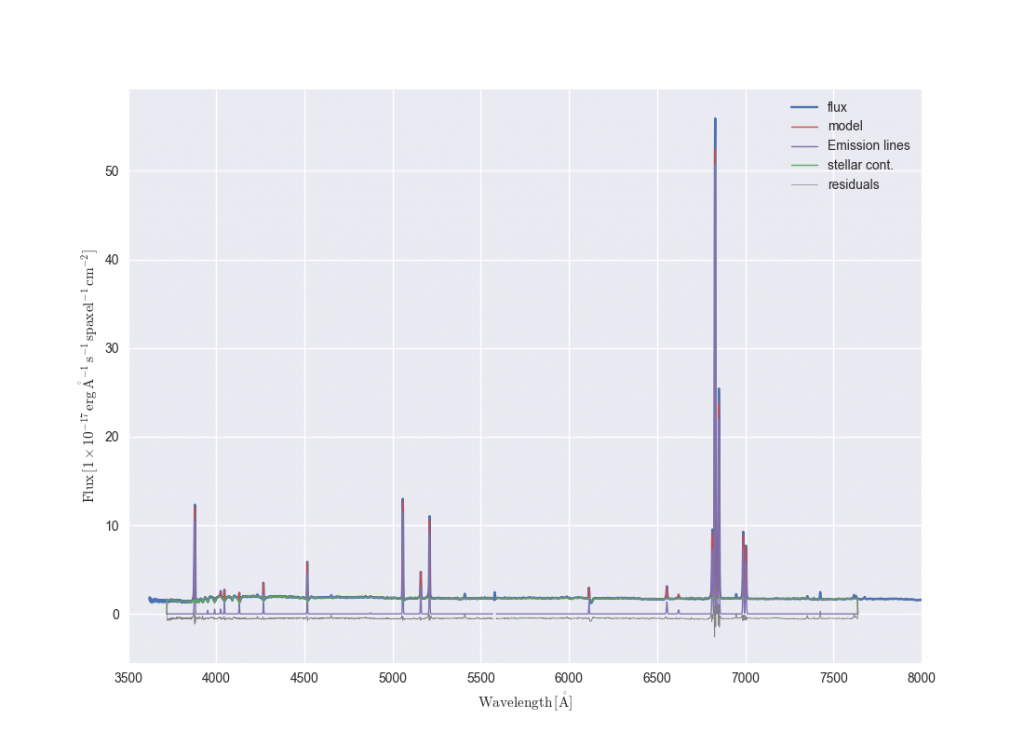 flux
model
Emission lines
stellar cont.
residuals
50
40
30
20
10
0
Flux [1 × 10⁻¹⁷ erg Å⁻¹ s⁻¹ spaxel⁻¹ cm⁻²]
3500 4000 4500 5000 5500 6000 6500 7000 7500 8000
Wavelength [Å]